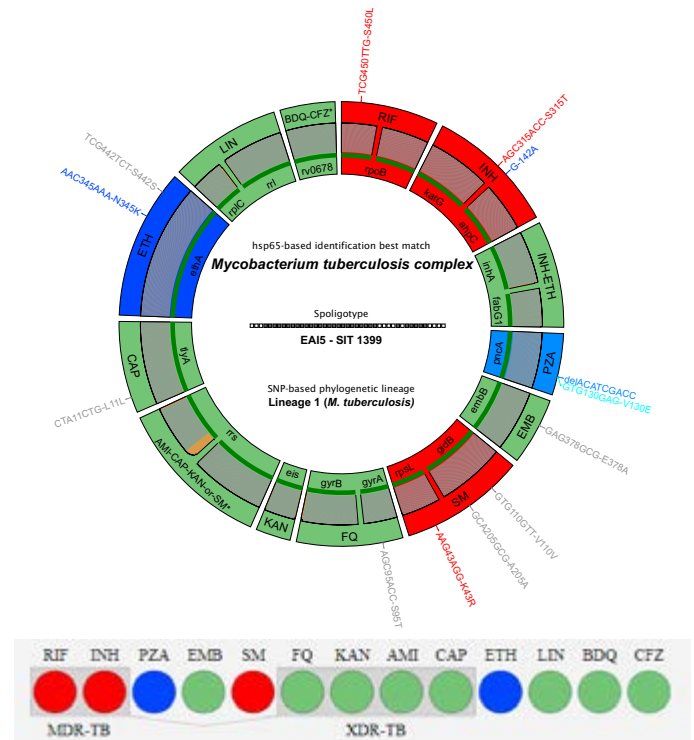 TCG450TTG-S450L
AGC315ACC-S315T
G-142A
TCG442TCT-S442S
AAC345AAA-N345K
BDQ-CFZ*
RIF
LIN
INH
rv0678
rpoB
rrl
rplC
katG
ahpC
ETH
ethA
hsp65-based identification best match
Mycobacterium tuberculosis complex
inhA
INH-ETH
fabG1
Spoligotype
EAI5 - SIT 1399
CAP
tlyA
pncA
PZA
delACATCGACC
GTG130GAG-V130E
SNP-based phylogenetic lineage
Lineage 1 (M. tuberculosis)
CTA11CTG-L11L
embB
EMB
GAG378GCG-E378A
rrs
AMI-CAP-KAN-or-SM*
gidB
rpsL
SM
eis
gyrB
gyrA
KAN
FQ
GTG110GTT-V110V
GCA205GCG-A205A
AAG43AGG-K43R
AGC95ACC-S95T
RIF INH PZA EMB SM FQ KAN AMI CAP ETH LIN BDQ CFZ
MDR-TB XDR-TB